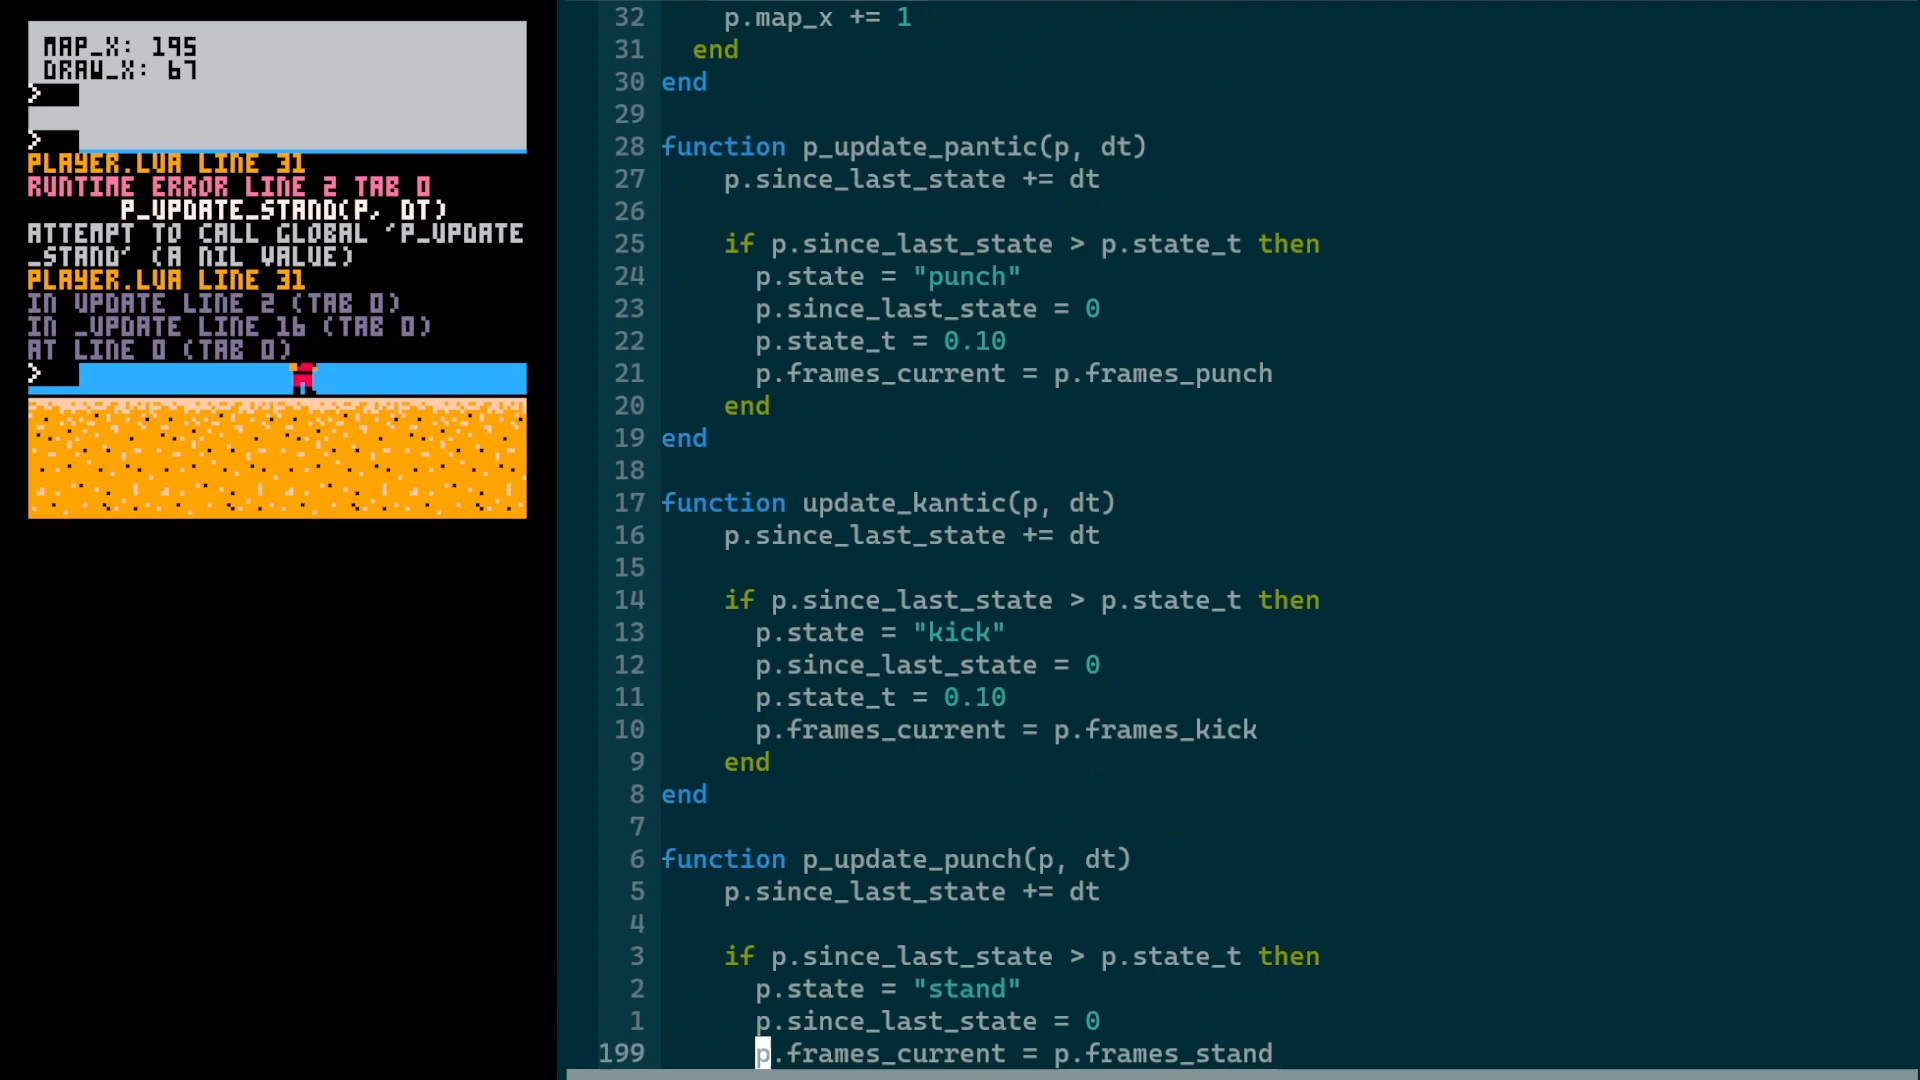 MAP_X: 195
DRAW_X: 67
>
>
PLAYER.LUA LINE 31
RUNTIME ERROR LINE 2 TAB 0
P_UPDATE_STAND(P, DT)
ATTEMPT TO CALL GLOBAL 'P_UPDATE
_STAND' (A NIL VALUE)
PLAYER.LUA LINE 31
IN UPDATE LINE 2 (TAB 0)
IN _UPDATE LINE 16 (TAB 0)
AT LINE 0 (TAB 0)
>
32 p.map_x += 1
31 end
30 end
29
28 function p_update_pantic(p, dt)
27 p.since_last_state += dt
26
25 if p.since_last_state > p.state_t then
24 p.state = "punch"
23 p.since_last_state = 0
22 p.state_t = 0.10
21 p.frames_current = p.frames_punch
20 end
19 end
18
17 function update_kantic(p, dt)
16 p.since_last_state += dt
15
14 if p.since_last_state > p.state_t then
13 p.state = "kick"
12 p.since_last_state = 0
11 p.state_t = 0.10
10 p.frames_current = p.frames_kick
9 end
8 end
7
6 function p_update_punch(p, dt)
5 p.since_last_state += dt
4
3 if p.since_last_state > p.state_t then
2 p.state = "stand"
1 p.since_last_state = 0
199 p.frames_current = p.frames_stand